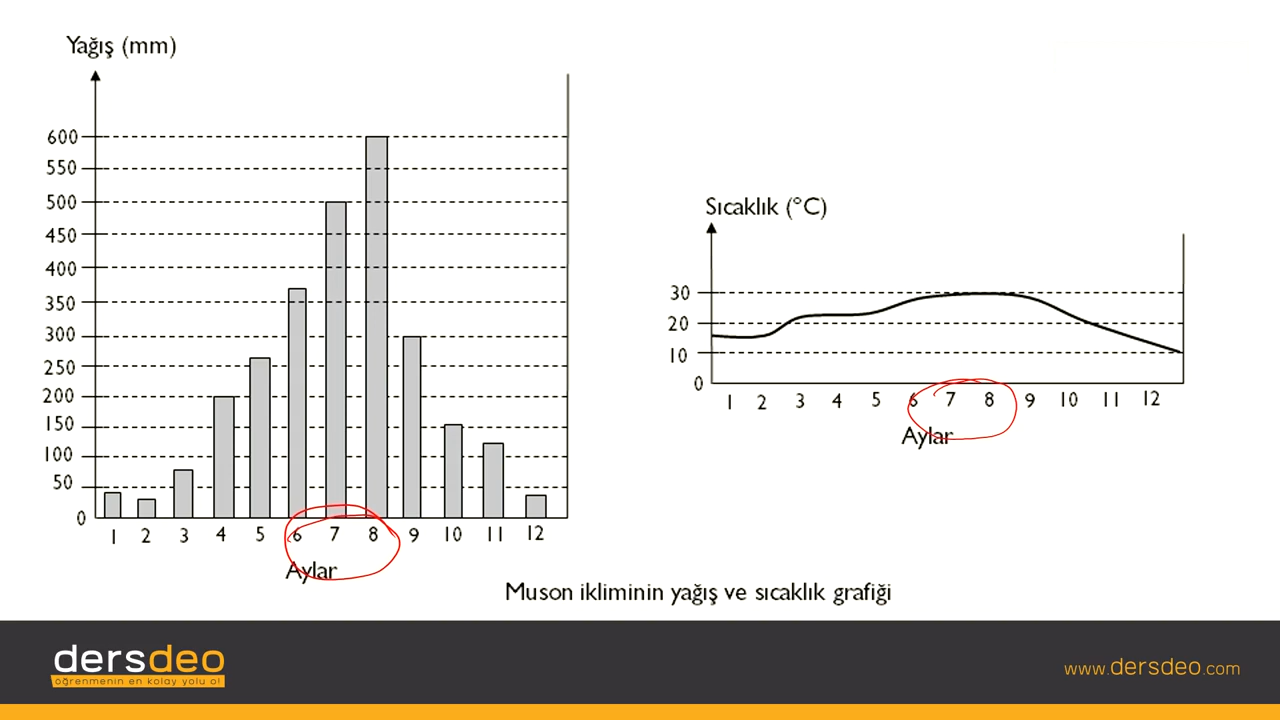 Yağış (mm)
600
550
500
450
400
350
300
250
200
150
100
50
0
1 2 3 4 5 6 7 8 9 10 11 12
Aylar
Sıcaklık (°C)
30
20
10
0
1 2 3 4 5 6 7 8 9 10 11 12
Aylar
Muson ikliminin yağış ve sıcaklık grafiği
dersdeo
öğrenmenin en kolay yolu o!
www.dersdeo.com